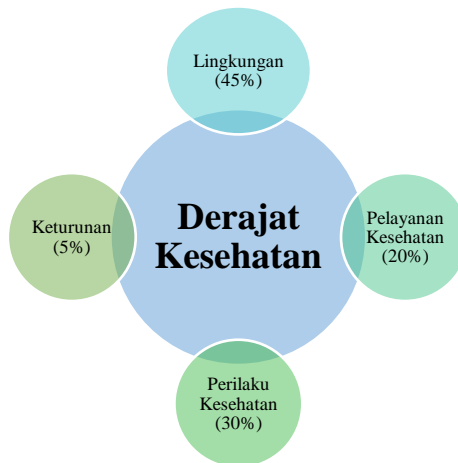 Lingkungan
(45%)
Keturunan
(5%)
Derajat
Kesehatan
Pelayanan
Kesehatan
(20%)
Perilaku
Kesehatan
(30%)